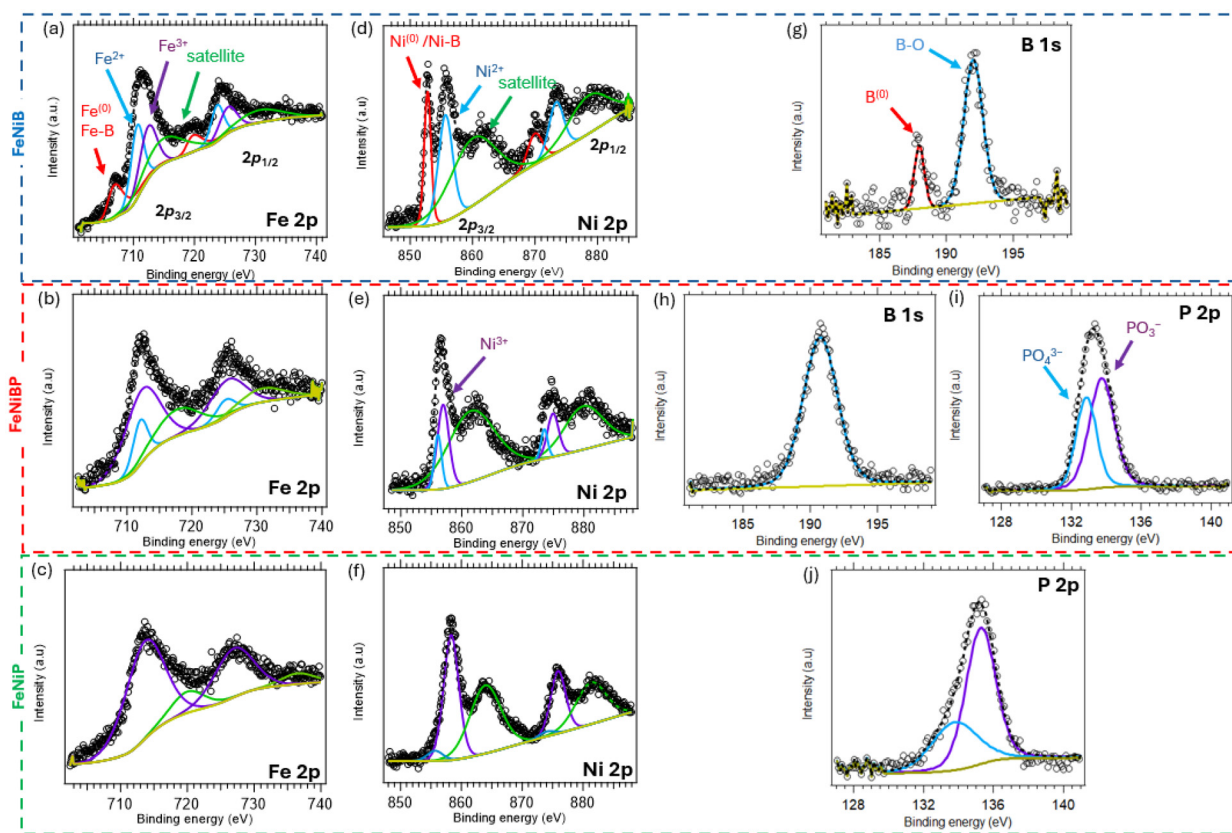 FeNiB
(a)
Fe²⁺
Fe³⁺
satellite
Fe⁽⁰⁾
Fe-B
2p₁/₂
2p₃/₂
Fe 2p
Intensity (a.u.)
710 720 730 740
Binding energy (eV)
(d)
Ni⁽⁰⁾ /Ni-B
Ni²⁺
satellite
2p₁/₂
2p₃/₂
Ni 2p
Intensity (a.u.)
850 860 870 880
Binding energy (eV)
(g)
B 1s
B-O
B⁽⁰⁾
Intensity (a.u)
185 190 195
Binding energy (eV)
FeNiBP
(b)
Fe 2p
Intensity (a.u)
710 720 730 740
Binding energy (eV)
(e)
Ni³⁺
Ni 2p
Intensity (a.u)
850 860 870 880
Binding energy (eV)
(h)
B 1s
Intensity (a.u)
185 190 195
Binding energy (eV)
(i)
P 2p
PO₄³⁻
PO₃⁻
Intensity (a.u)
128 132 136 140
Binding energy (eV)
FeNiP
(c)
Fe 2p
Intensity (a.u)
710 720 730 740
Binding energy (eV)
(f)
Ni 2p
Intensity (a.u)
850 860 870 880
Binding energy (eV)
(j)
P 2p
Intensity (a.u)
128 132 136 140
Binding energy (eV)